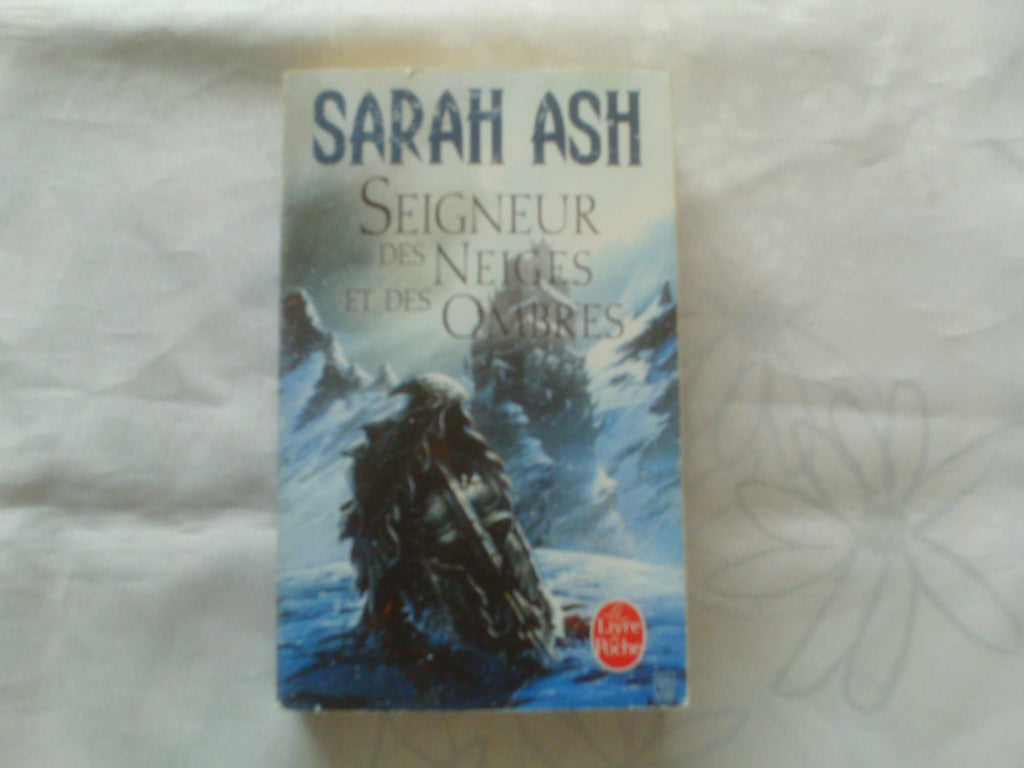 SARAH ASH
SEIGNEUR
DES NEIGES
ET DES OMBRES
Le
Livre
de
Poche